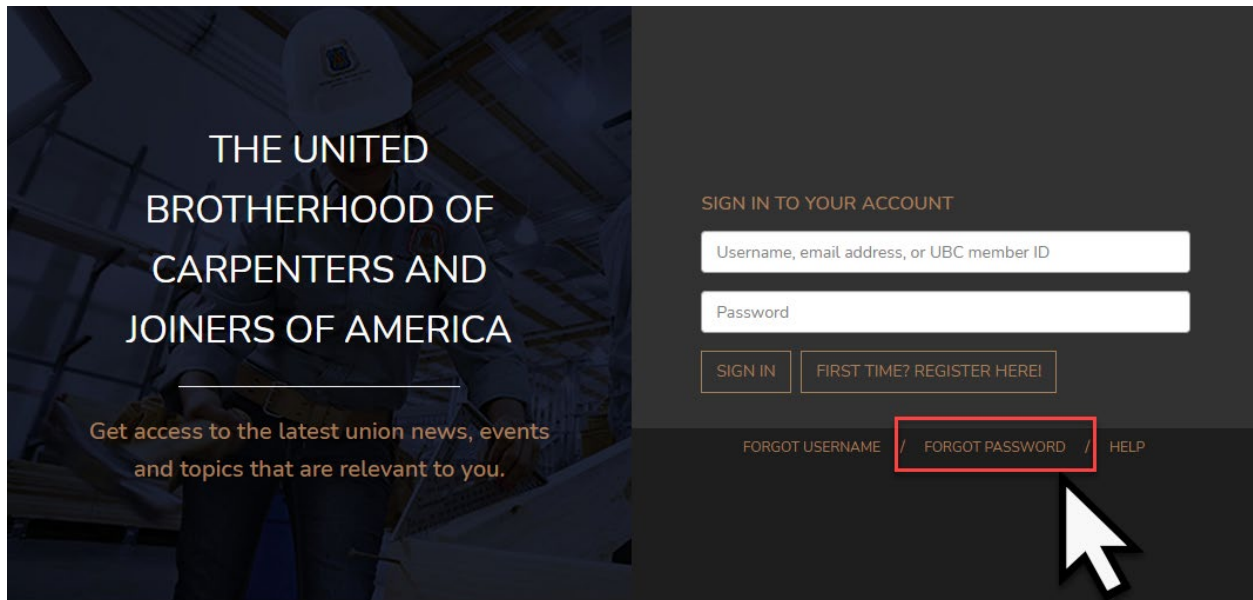 THE UNITED
BROTHERHOOD OF
CARPENTERS AND
JOINERS OF AMERICA
Get access to the latest union news, events
and topics that are relevant to you.
SIGN IN TO YOUR ACCOUNT
Username, email address, or UBC member ID
Password
SIGN IN FIRST TIME? REGISTER HERE!
FORGOT USERNAME / FORGOT PASSWORD / HELP